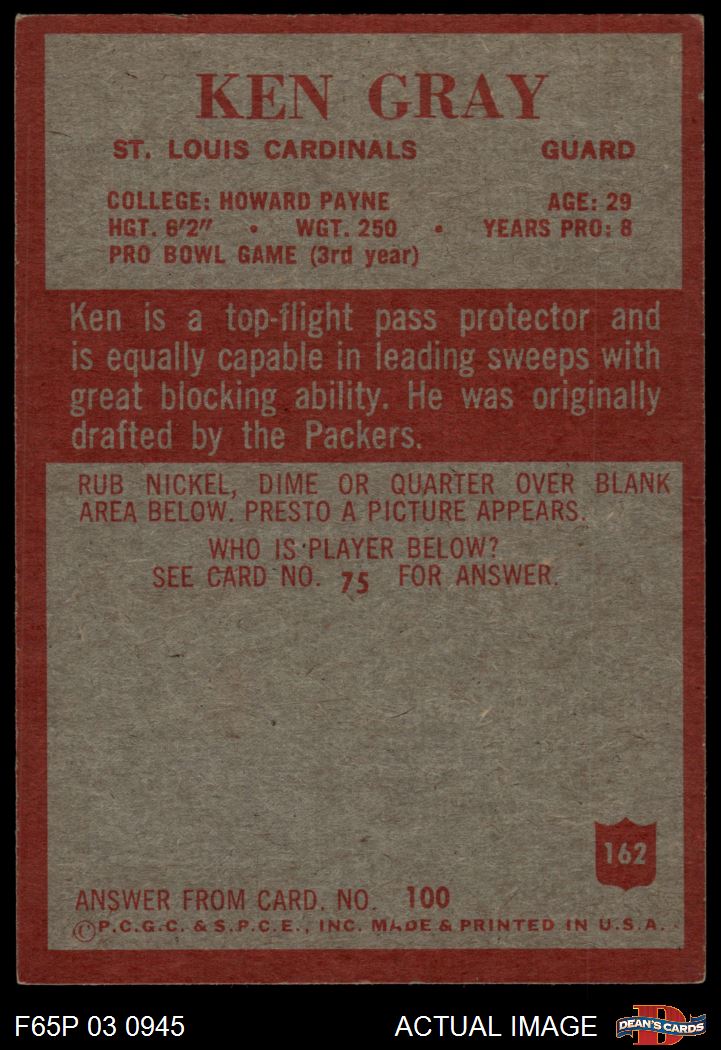 KEN GRAY
ST. LOUIS CARDINALS GUARD
COLLEGE: HOWARD PAYNE AGE: 29
HGT. 6'2" • WGT. 250 • YEARS PRO: 8
PRO BOWL GAME (3rd year)
Ken is a top-flight pass protector and
is equally capable in leading sweeps with
great blocking ability. He was originally
drafted by the Packers.
RUB NICKEL, DIME OR QUARTER OVER BLANK
AREA BELOW. PRESTO A PICTURE APPEARS.
WHO IS PLAYER BELOW?
SEE CARD NO. 75 FOR ANSWER.
162
ANSWER FROM CARD. NO. 100
©P.C.G.C. & S.P.C.E., INC. MADE & PRINTED IN U.S.A.
F65P 03 0945 ACTUAL IMAGE
D
DEAN'S CARDS